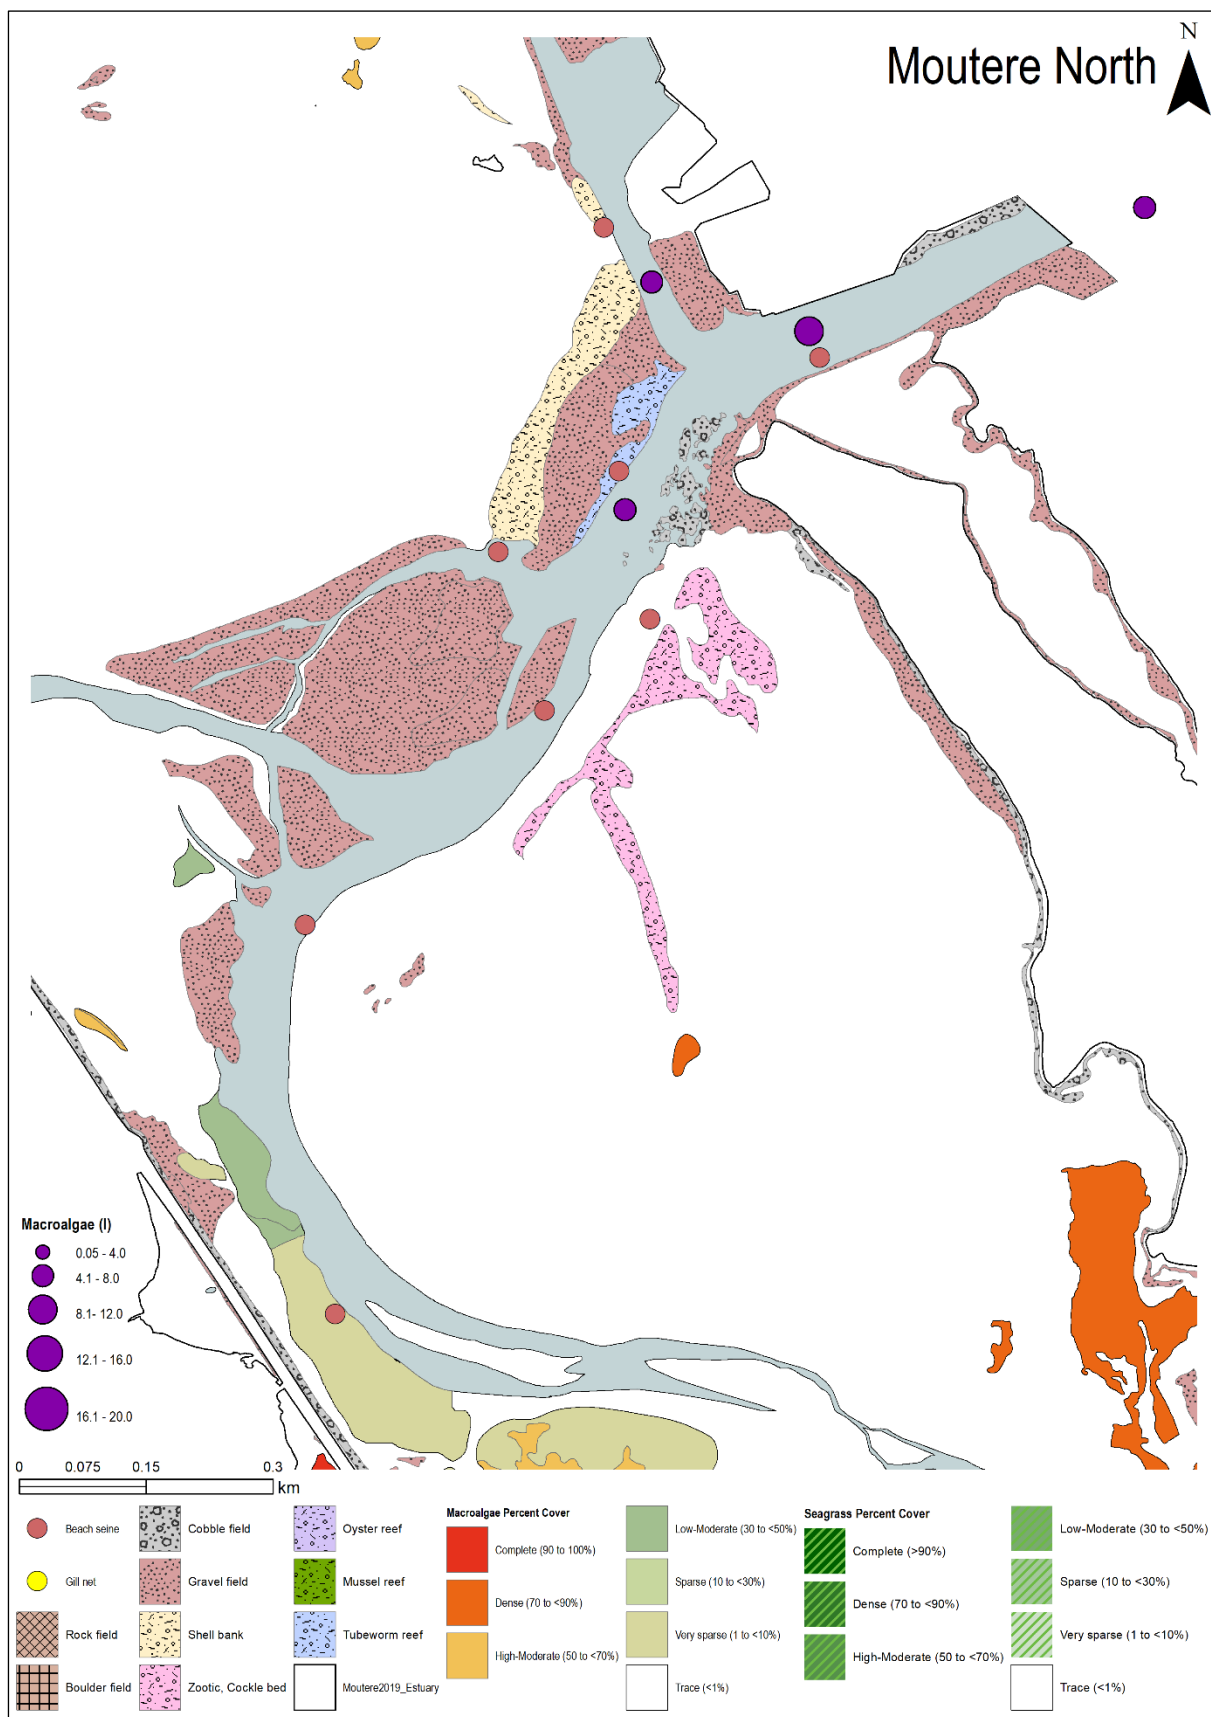 N
Moutere North
Macroalgae (l)
0.05 - 4.0
4.1 - 8.0
8.1- 12.0
12.1 - 16.0
16.1 - 20.0
0 0.075 0.15 0.3
km
Beach seine
Gill net
Rock field
Boulder field
Cobble field
Gravel field
Shell bank
Zootic, Cockle bed
Oyster reef
Mussel reef
Tubeworm reef
Moutere2019_Estuary
Macroalgae Percent Cover
Complete (90 to 100%)
Dense (70 to <90%)
High-Moderate (50 to <70%)
Low-Moderate (30 to <50%)
Sparse (10 to <30%)
Very sparse (1 to <10%)
Trace (<1%)
Seagrass Percent Cover
Complete (>90%)
Dense (70 to <90%)
High-Moderate (50 to <70%)
Low-Moderate (30 to <50%)
Sparse (10 to <30%)
Very sparse (1 to <10%)
Trace (<1%)